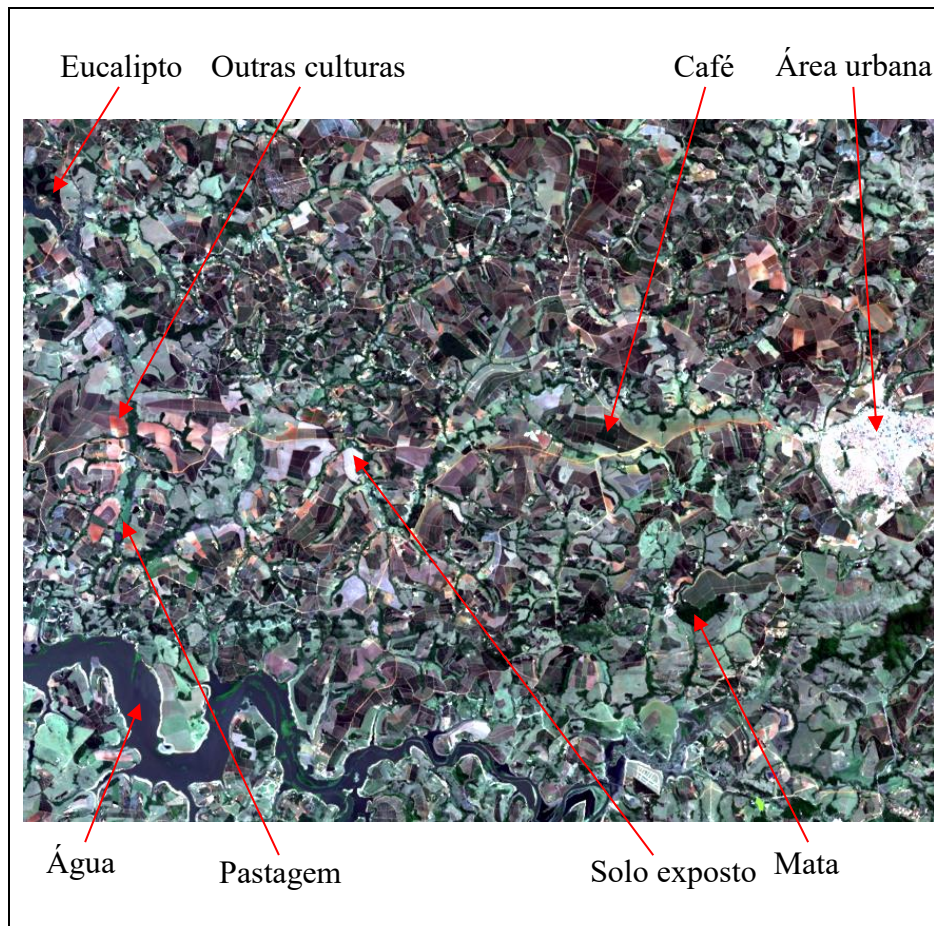 Eucalipto
Outras culturas
Café
Área urbana
Água
Pastagem
Solo exposto
Mata